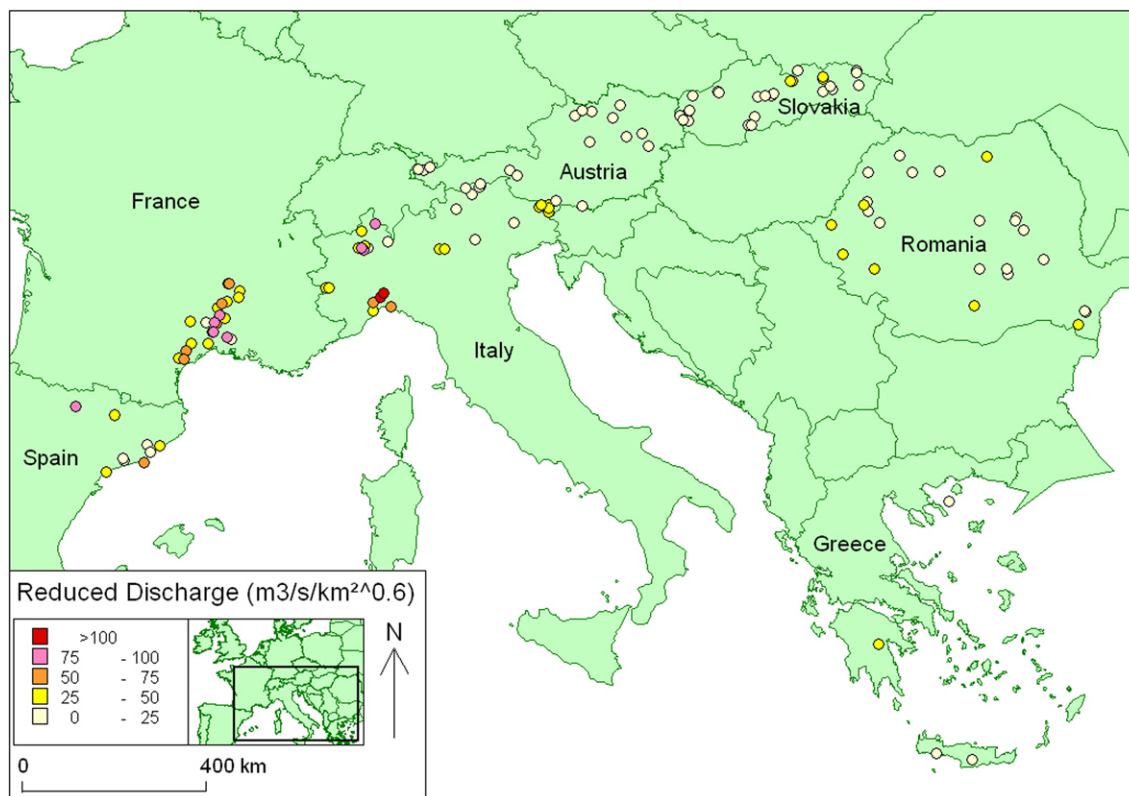 Slovakia
Austria
France
Romania
Italy
Spain
Greece
Reduced Discharge (m3/s/km²^0.6)
>100
75 - 100
50 - 75
25 - 50
0 - 25
N
0 400 km